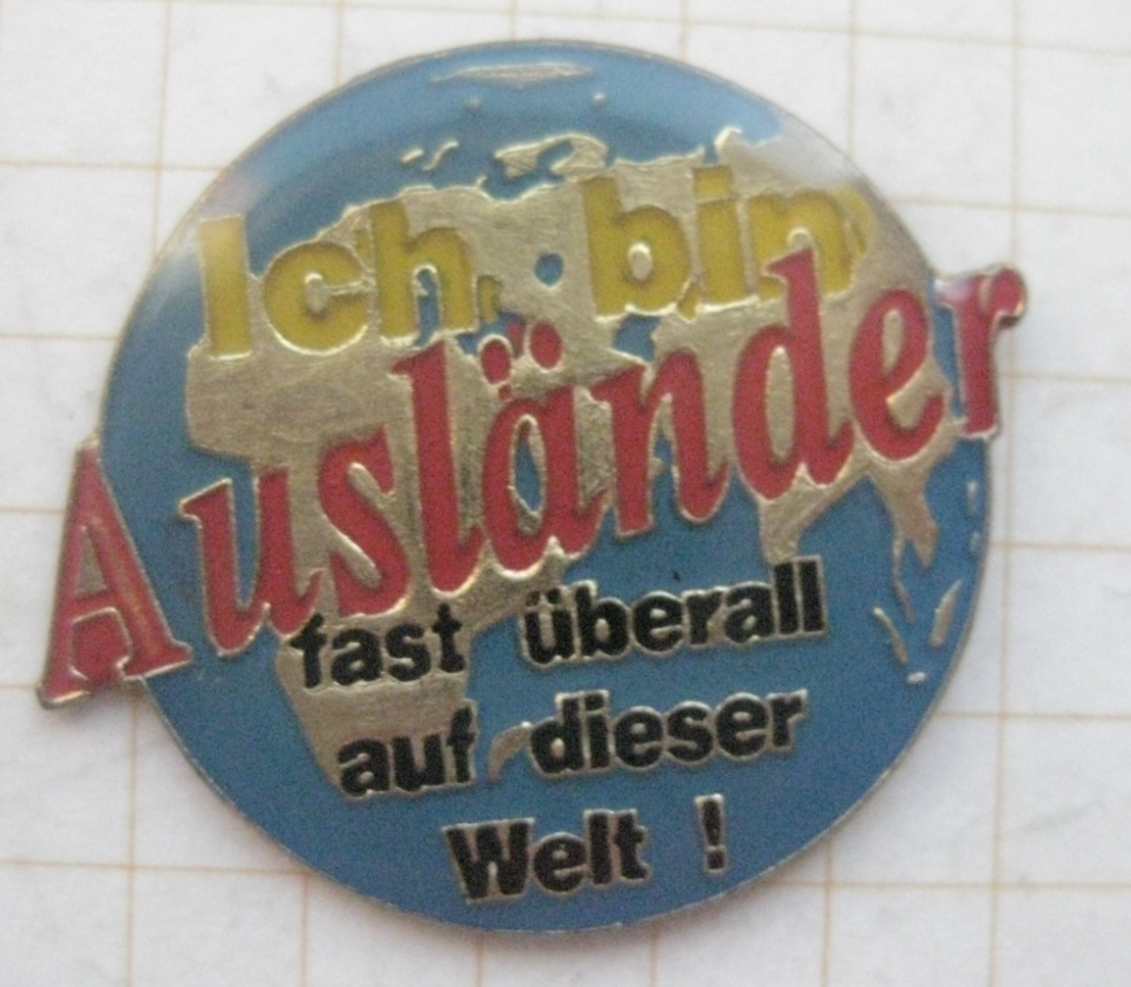 Ich bin
Ausländer
fast überall
auf dieser
Welt !